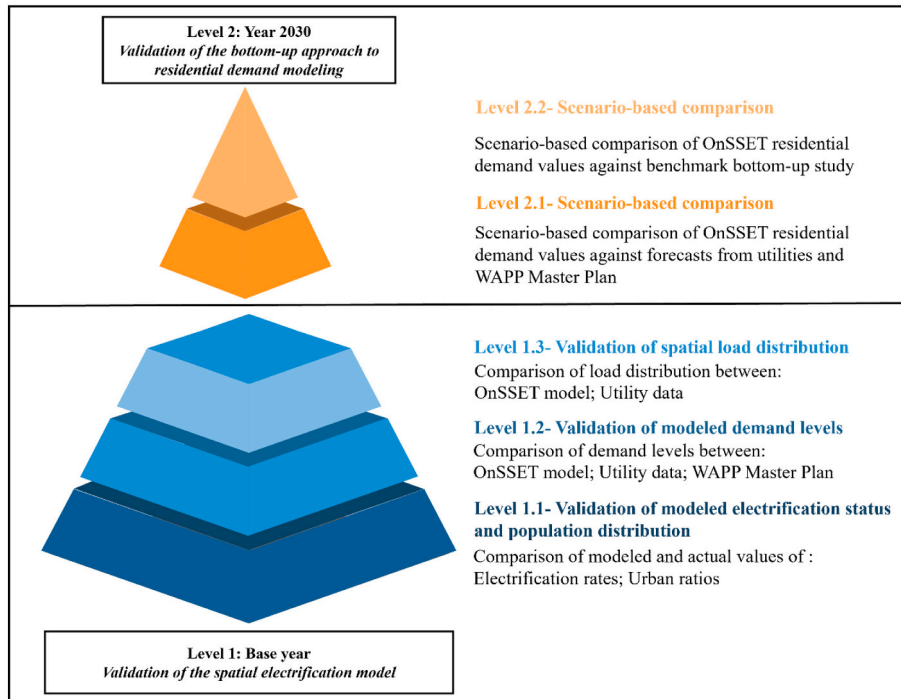 Level 2: Year 2030
Validation of the bottom-up approach to
residential demand modeling
Level 2.2- Scenario-based comparison
Scenario-based comparison of OnSSET residential
demand values against benchmark bottom-up study
Level 2.1- Scenario-based comparison
Scenario-based comparison of OnSSET residential
demand values against forecasts from utilities and
WAPP Master Plan
Level 1.3- Validation of spatial load distribution
Comparison of load distribution between:
OnSSET model; Utility data
Level 1.2- Validation of modeled demand levels
Comparison of demand levels between:
OnSSET model; Utility data; WAPP Master Plan
Level 1.1- Validation of modeled electrification status
and population distribution
Comparison of modeled and actual values of :
Electrification rates; Urban ratios
Level 1: Base year
Validation of the spatial electrification model